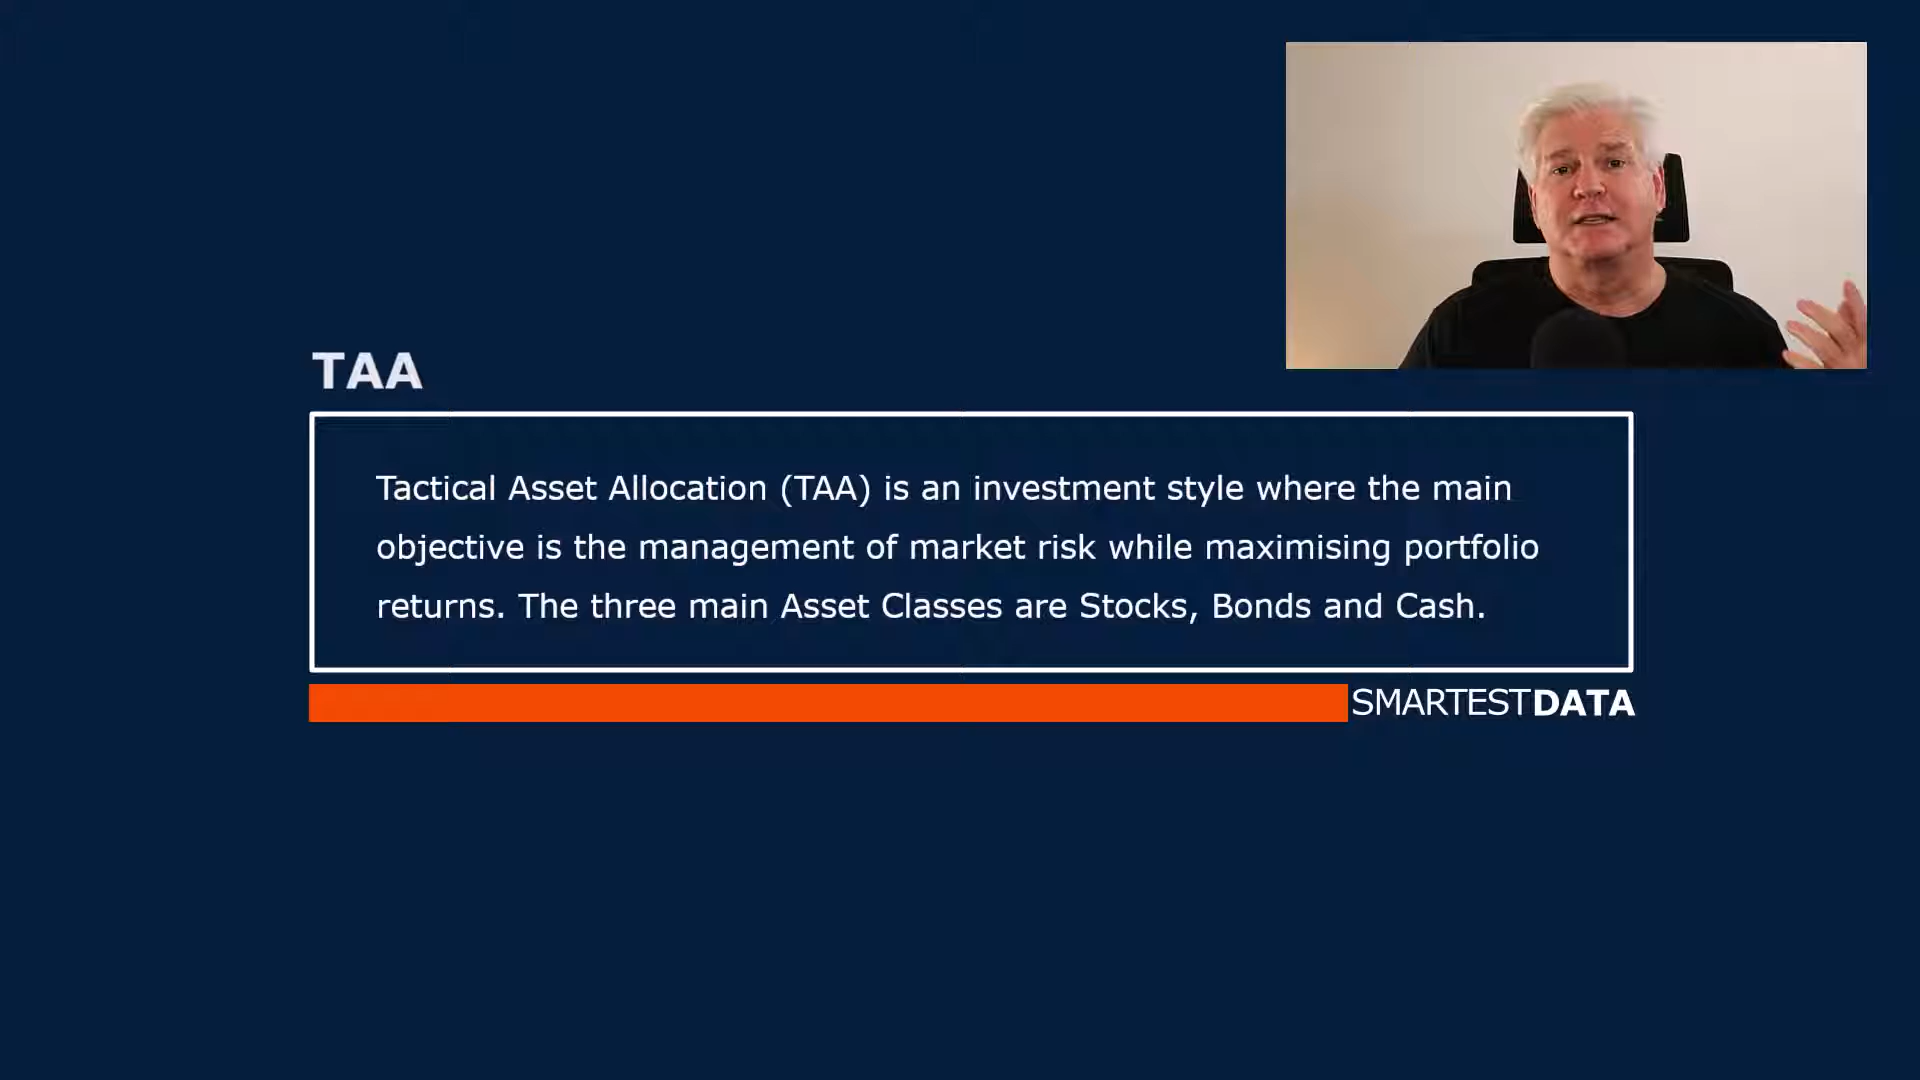 TAA
Tactical Asset Allocation (TAA) is an investment style where the main
objective is the management of market risk while maximising portfolio
returns. The three main Asset Classes are Stocks, Bonds and Cash.
SMARTESTDATA